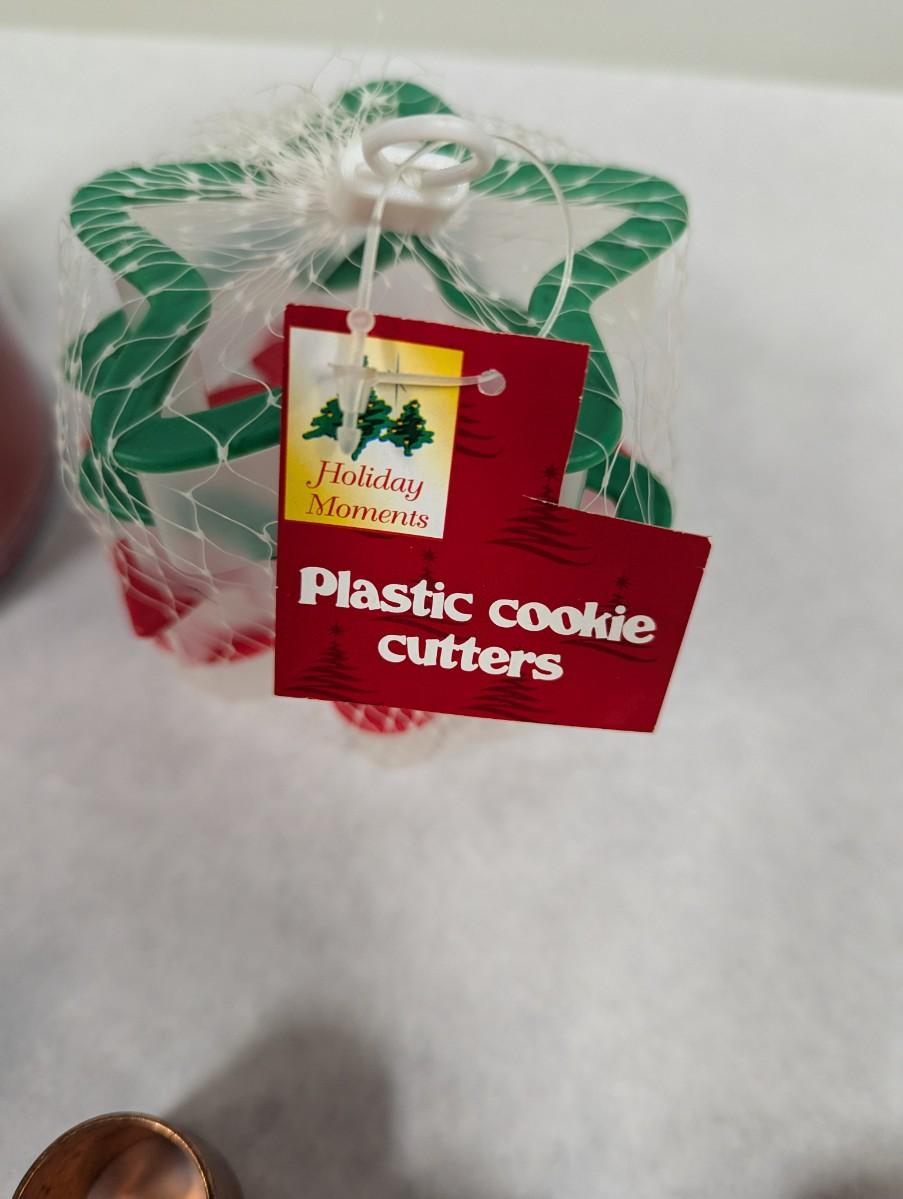 Holiday
Moments
Plastic cookie
cutters